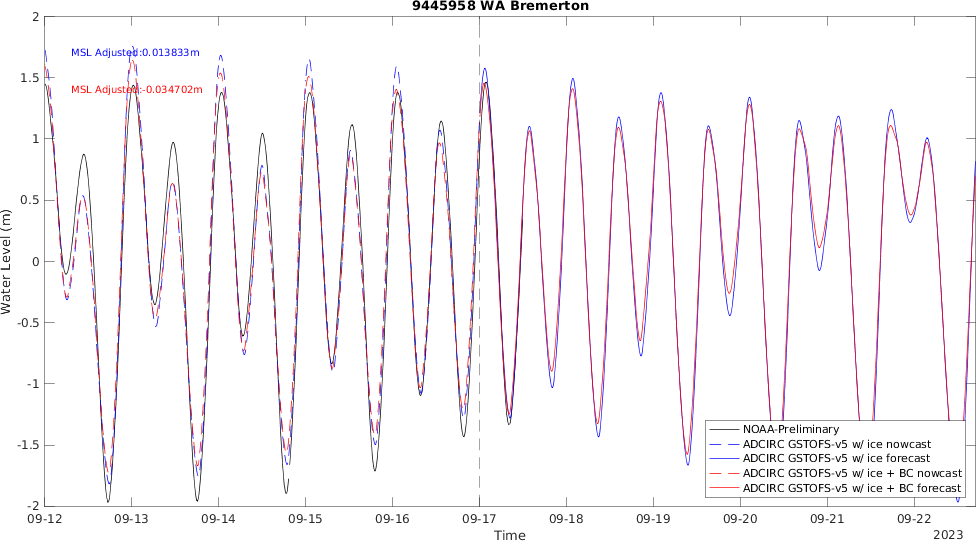 9445958 WA Bremerton
MSL Adjusted:0.013833m
MSL Adjusted:-0.034702m
Water Level (m)
2
1.5
1
0.5
0
-0.5
-1
-1.5
-2
NOAA-Preliminary
ADCIRC GSTOFS-v5 w/ ice nowcast
ADCIRC GSTOFS-v5 w/ ice forecast
ADCIRC GSTOFS-v5 w/ ice + BC nowcast
ADCIRC GSTOFS-v5 w/ ice + BC forecast
09-12 09-13 09-14 09-15 09-16 09-17 09-18 09-19 09-20 09-21 09-22
Time
2023